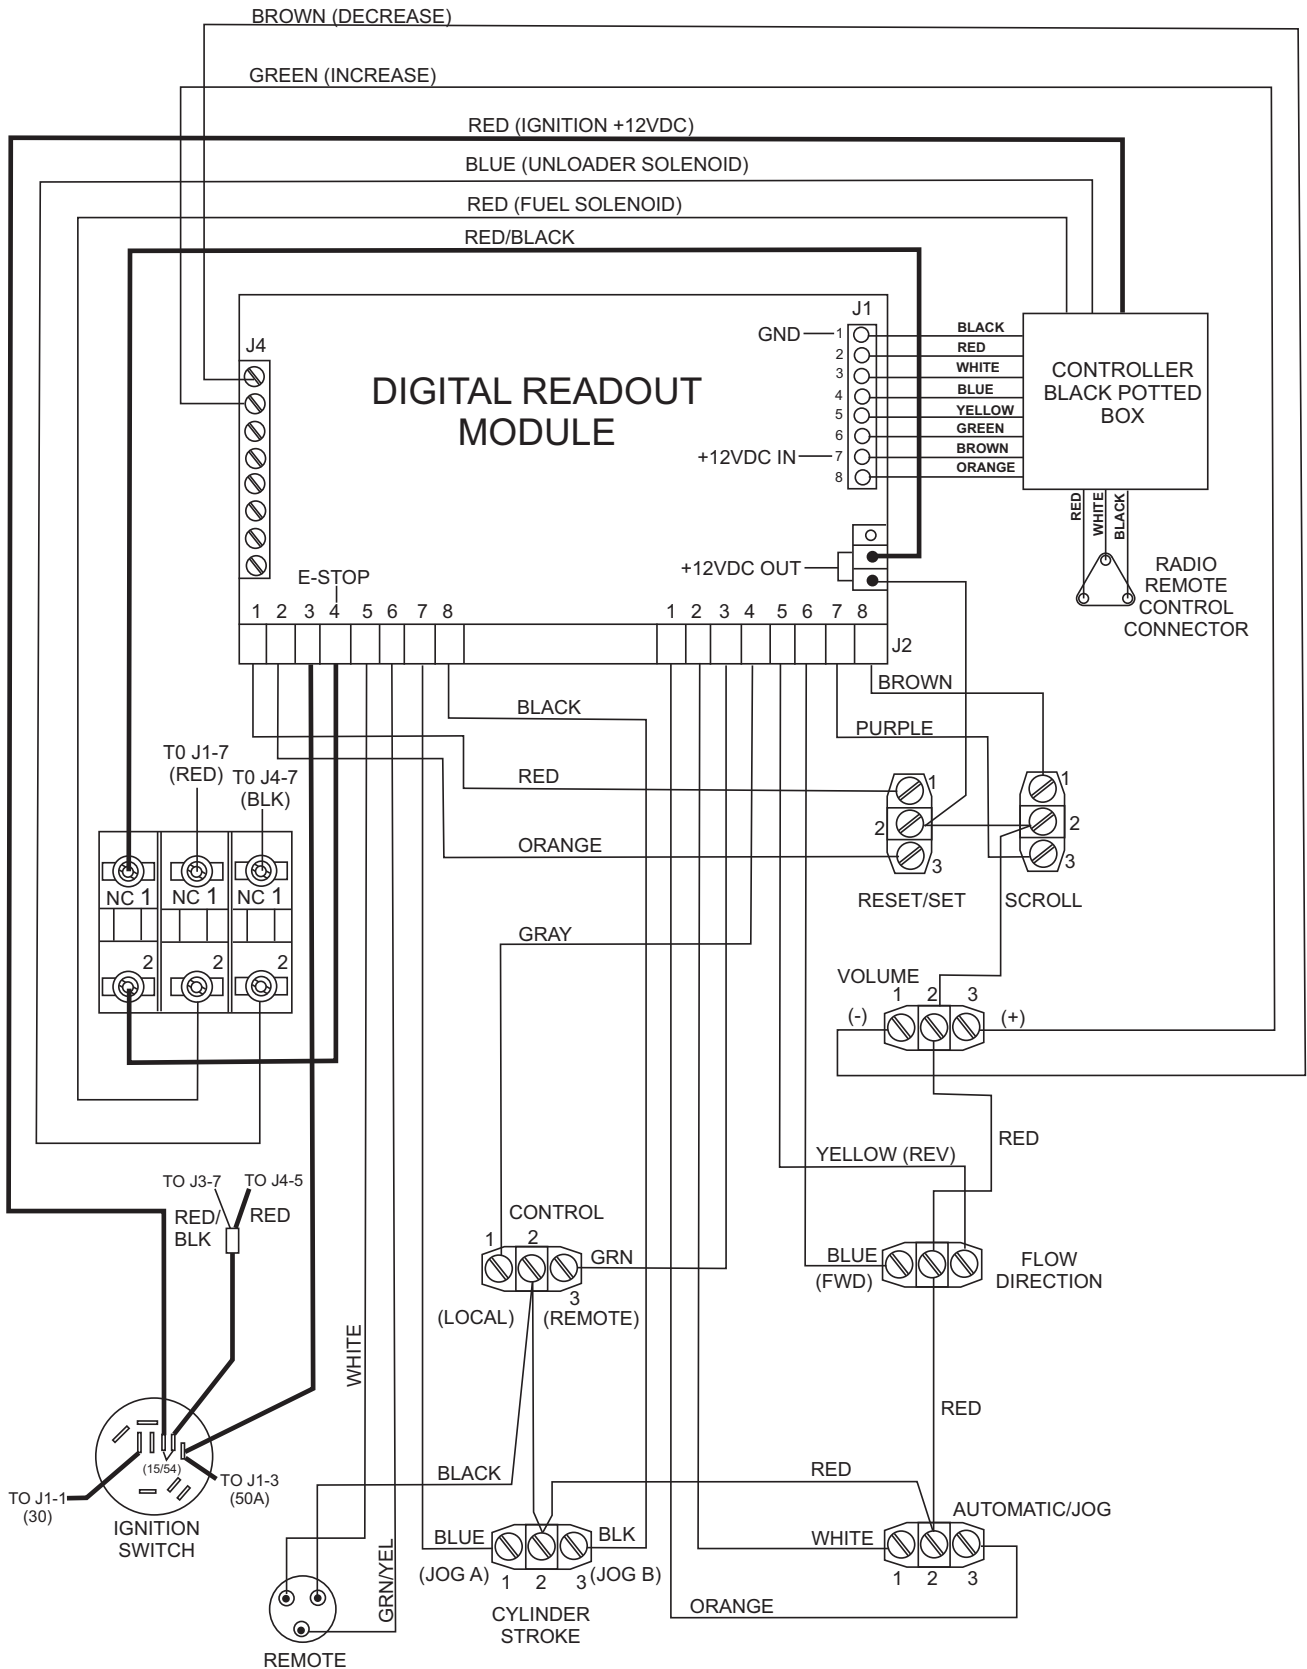 BROWN (DECREASE)
GREEN (INCREASE)
RED (IGNITION +12VDC)
BLUE (UNLOADER SOLENOID)
RED (FUEL SOLENOID)
RED/BLACK
J4
J1
GND
1
2
3
4
5
6
7
8
+12VDC IN
DIGITAL READOUT
MODULE
BLACK
RED
WHITE
BLUE
YELLOW
GREEN
BROWN
ORANGE
CONTROLLER
BLACK POTTED
BOX
RED
WHITE
BLACK
RADIO
REMOTE
CONTROL
CONNECTOR
+12VDC OUT
E-STOP
1 2 3 4 5 6 7 8
1 2 3 4 5 6 7 8
J2
BROWN
PURPLE
BLACK
RED
ORANGE
T0 J1-7
(RED)
T0 J4-7
(BLK)
NC 1
NC 1
NC 1
2
2
2
1
2
3
RESET/SET
1
2
3
SCROLL
GRAY
VOLUME
1 2 3
(-)
(+)
RED
YELLOW (REV)
TO J3-7
TO J4-5
RED/
BLK
RED
CONTROL
1
2
3
GRN
(LOCAL)
(REMOTE)
BLUE
(FWD)
FLOW
DIRECTION
WHITE
RED
BLACK
RED
(15/54)
TO J1-1
(30)
TO J1-3
(50A)
IGNITION
SWITCH
AUTOMATIC/JOG
WHITE
1 2 3
BLUE
(JOG A)
BLK
(JOG B)
1 2 3
CYLINDER
STROKE
GRN/YEL
ORANGE
REMOTE